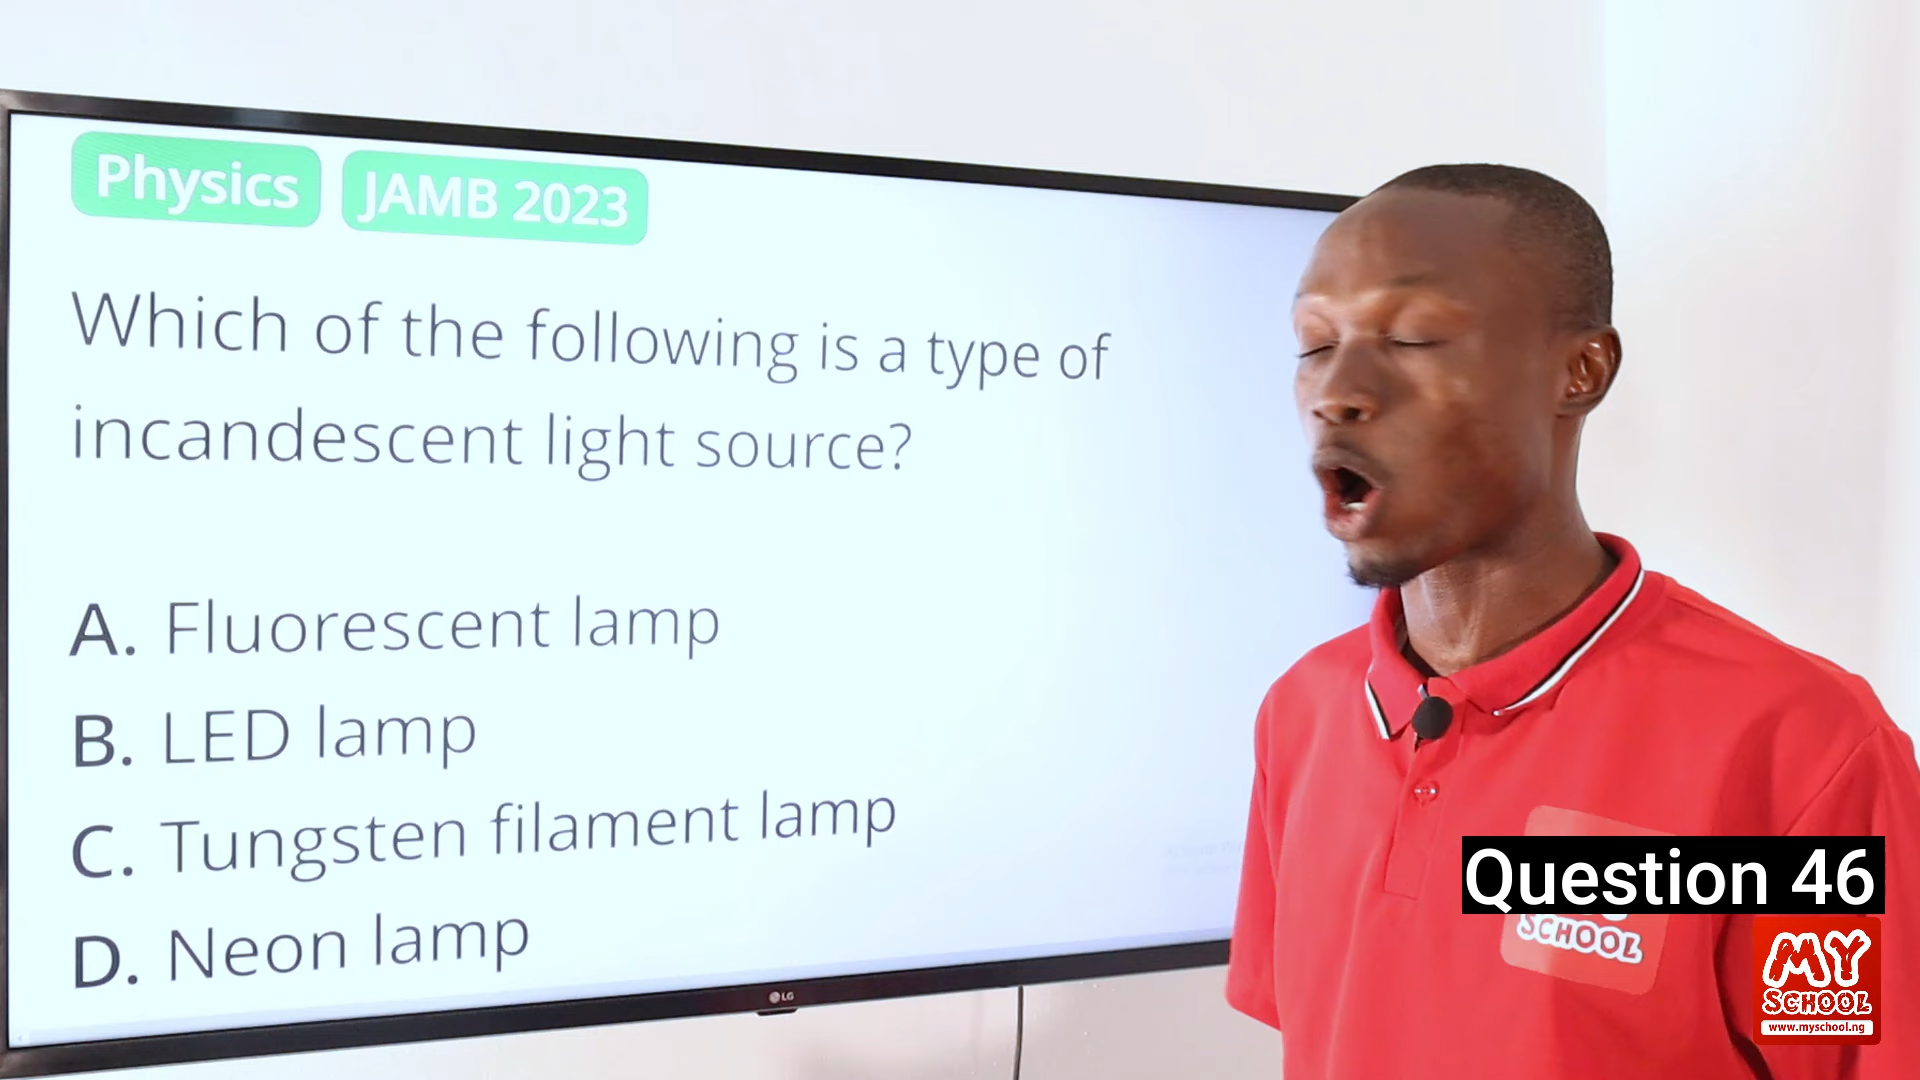 Physics JAMB 2023
Which of the following is a type of
incandescent light source?
A. Fluorescent lamp
B. LED lamp
C. Tungsten filament lamp
D. Neon lamp
LG
Question 46
SCHOOL
MY
SCHOOL
www.myschool.ng